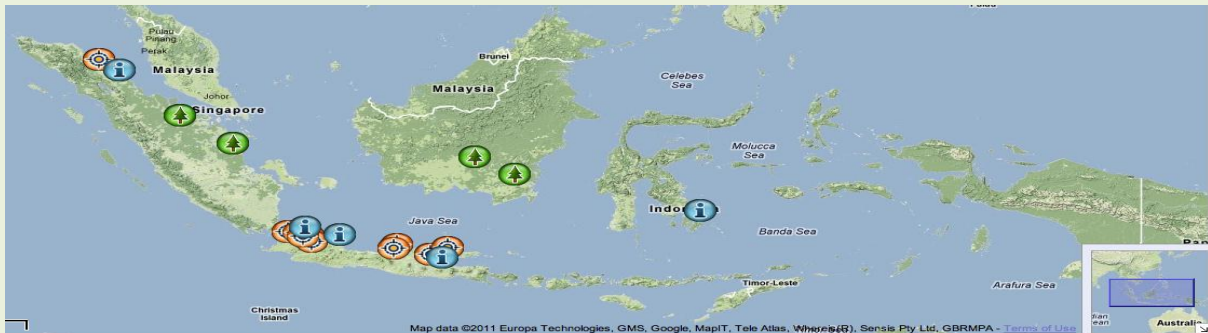 Palau
Pulau
Pinang
Perak
Malaysia
Johor
Singapore
Brunei
Malaysia
Celebes
Sea
Molucca
Sea
Java Sea
Banda Sea
Timor-Leste
Arafura Sea
Christmas
Island
Australia
Map data ©2011 Europa Technologies, GMS, Google, MapIT, Tele Atlas, Whereis(R), Sensis Pty Ltd, GBRMPA - Terms of Use